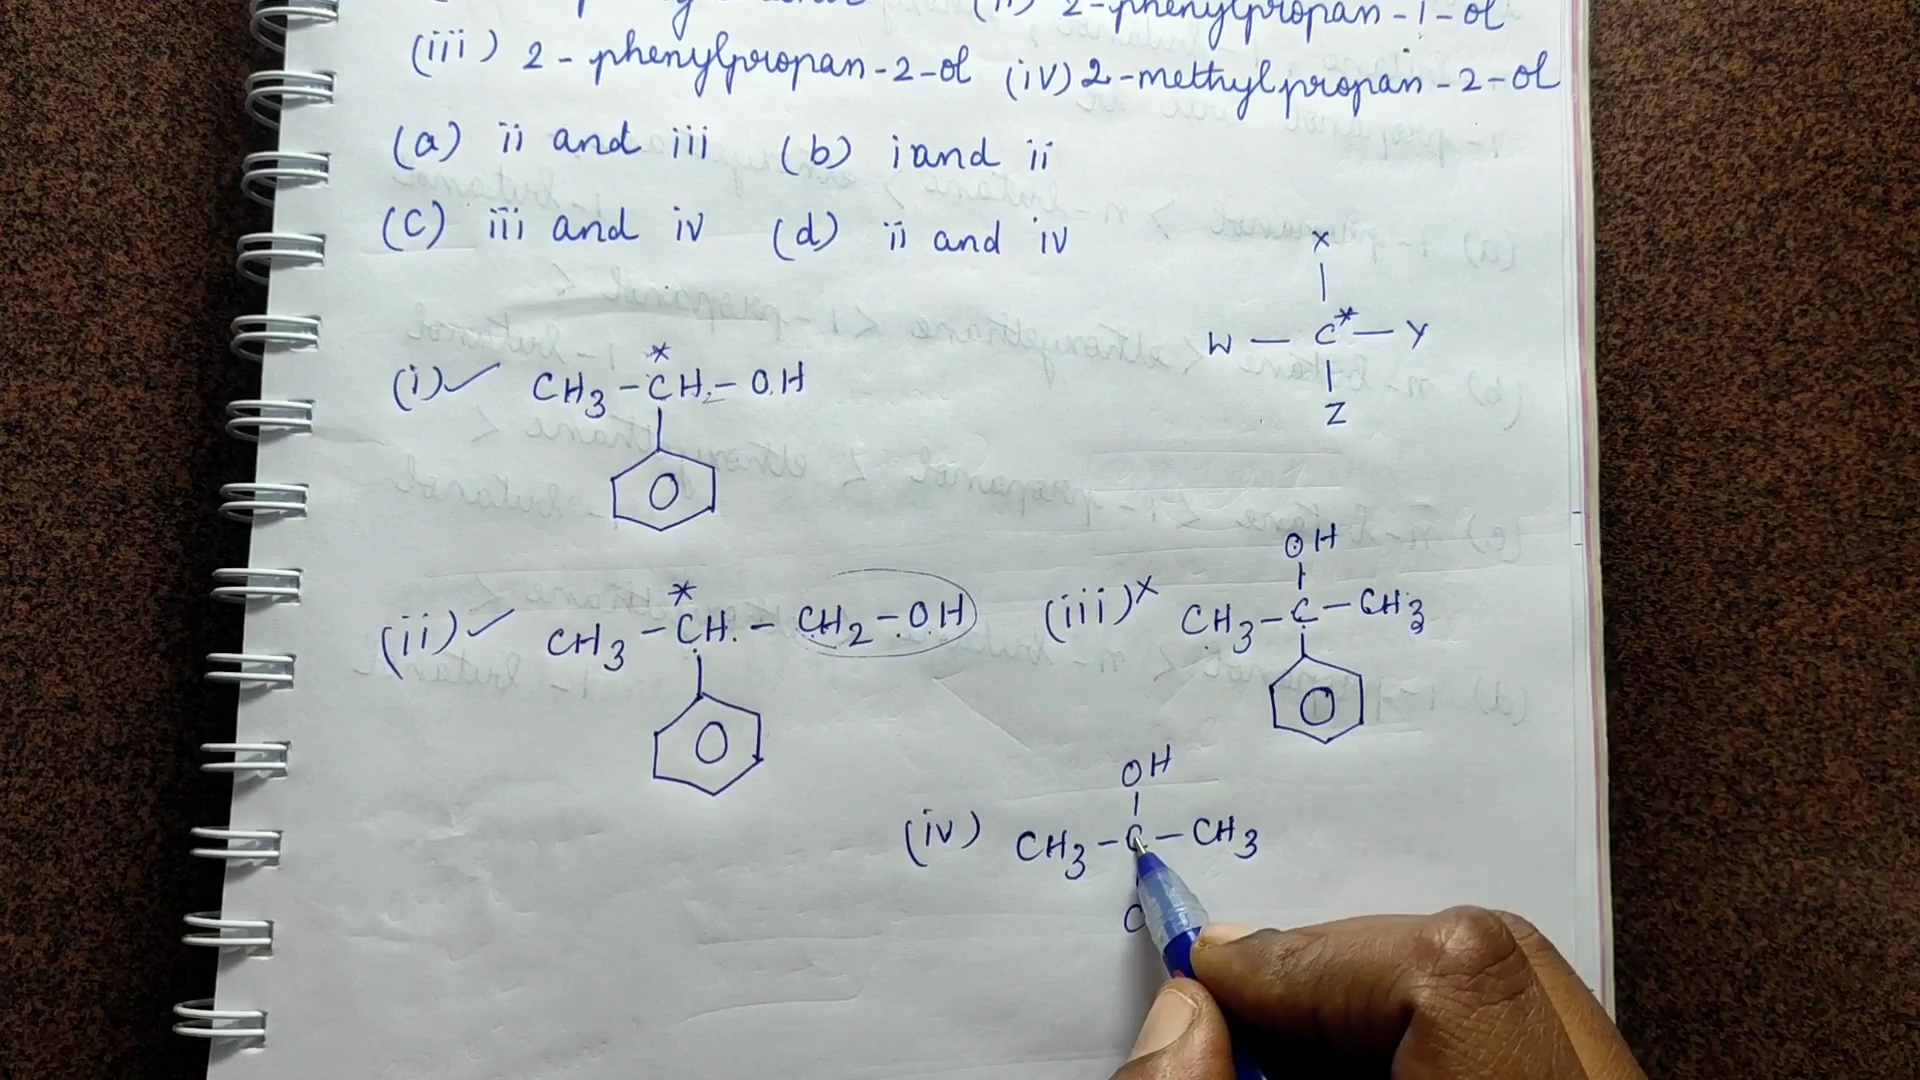 (ii) 2-phenylpropan-1-ol
(iii) 2-phenylpropan-2-ol (iv) 2-methylpropan-2-ol
(a) ii and iii (b) i and ii
(c) iii and iv (d) ii and iv
X
W — C* — Y
Z
(i) ✓ CH3 - C*H - OH
(ii) ✓ CH3 - C*H - CH2 - OH
OH
(iii) x CH3 - C - CH3
OH
(iv) CH3 - C - CH3
C